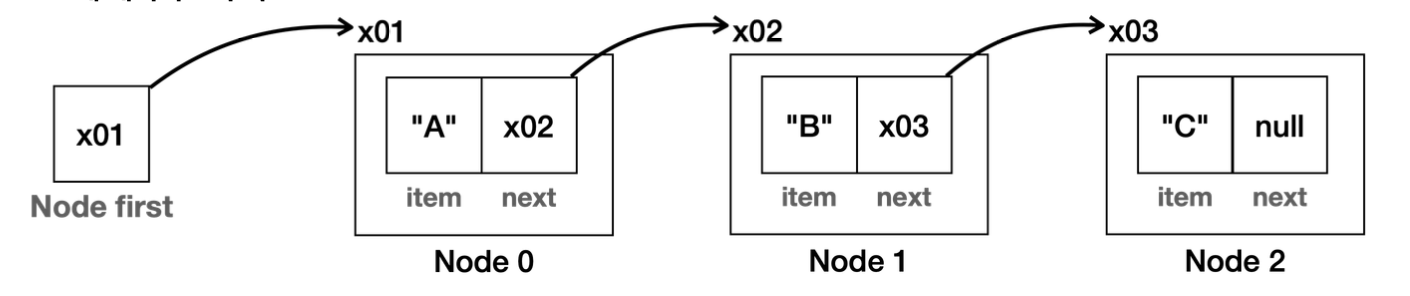 x01 x02 x03
x01 "A" x02 "B" x03 "C" null
item next item next item next
Node first
Node 0 Node 1 Node 2